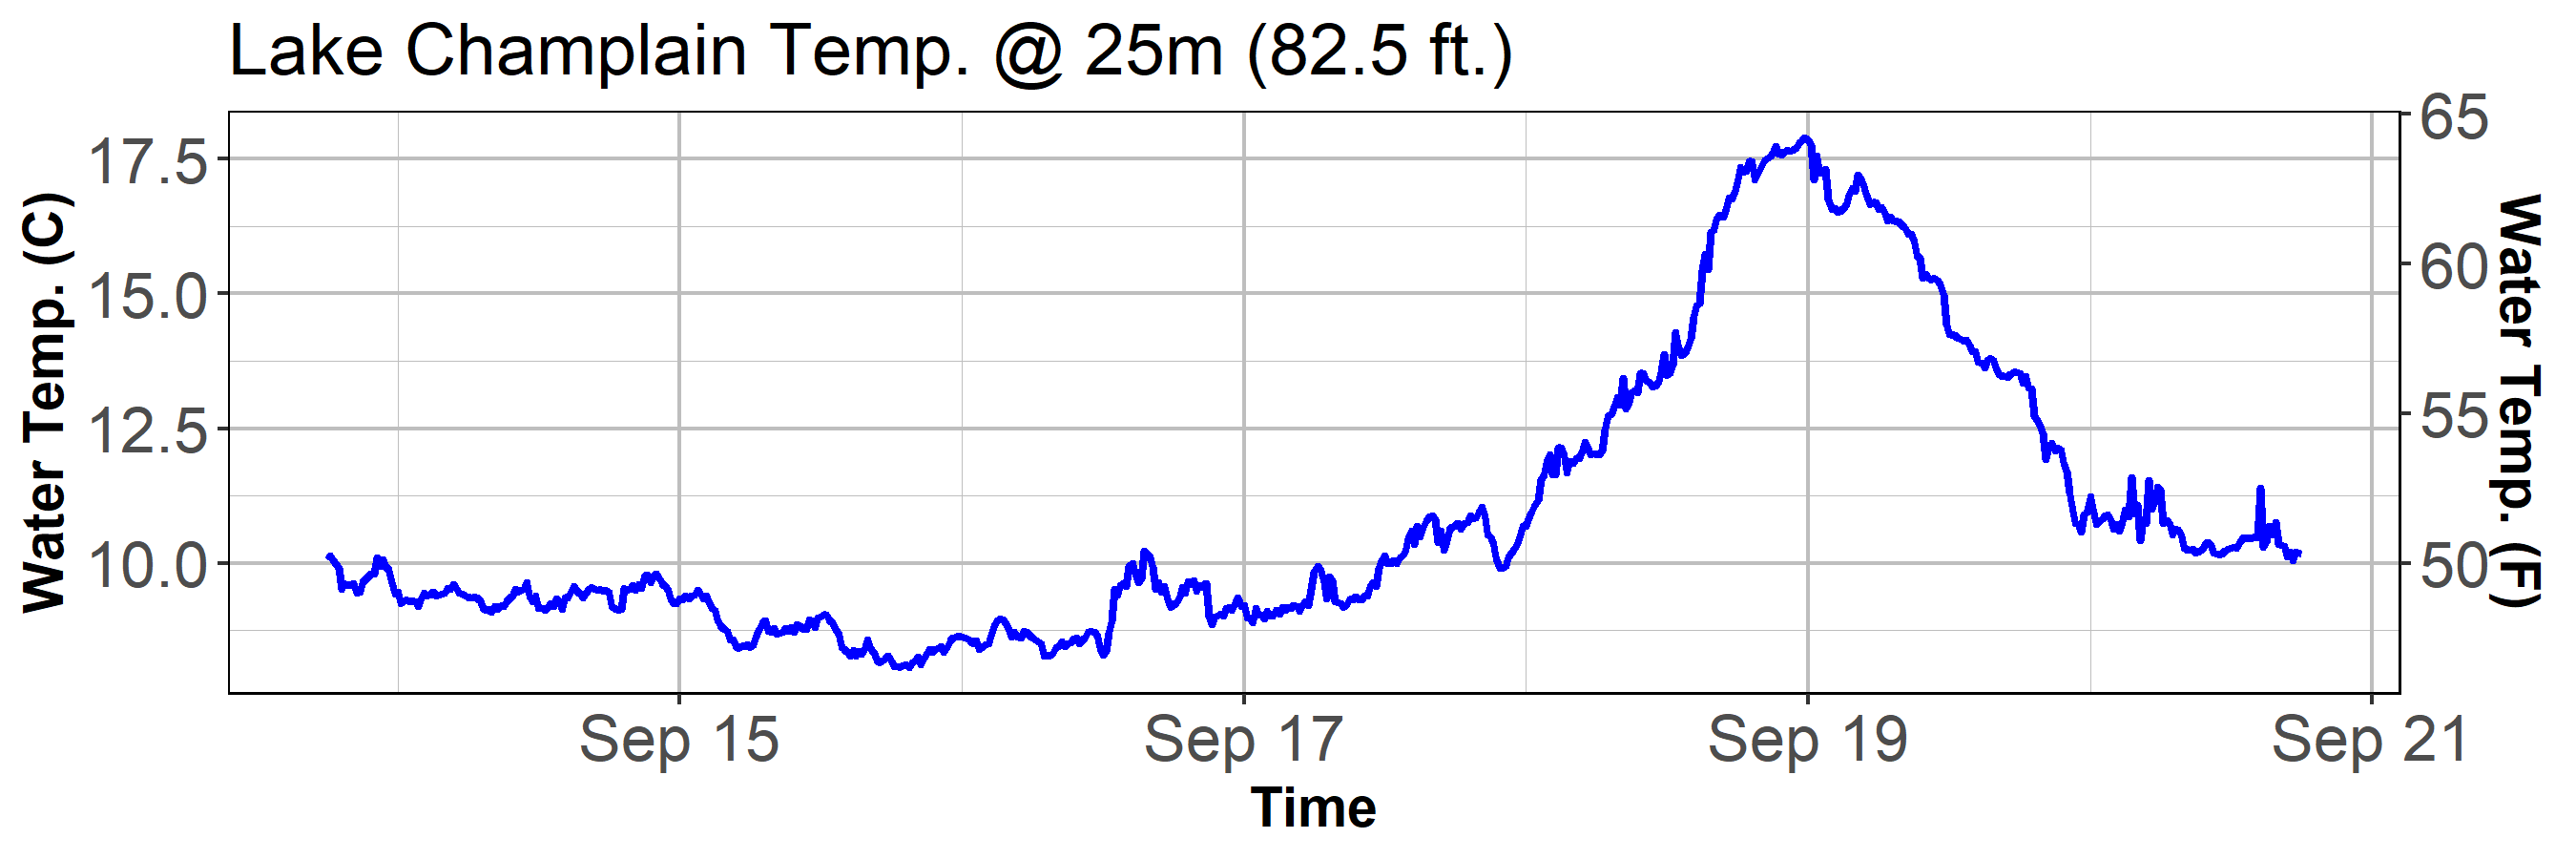 Lake Champlain Temp. @ 25m (82.5 ft.)
Water Temp. (C)
17.5
15.0
12.5
10.0
65
60
55
50
Water Temp. (F)
Sep 15 Sep 17 Sep 19 Sep 21
Time